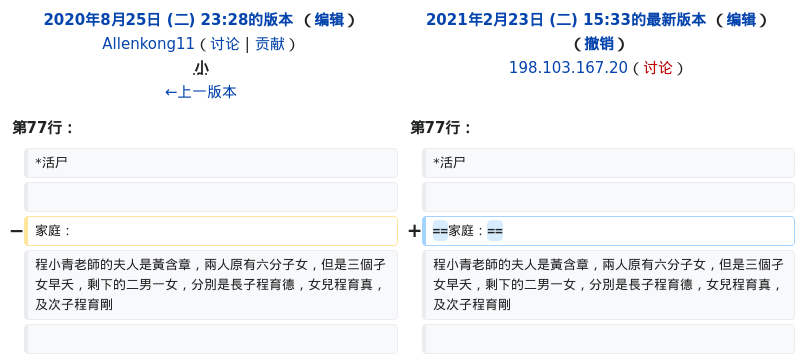 2020年8月25日 (二) 23:28的版本 （编辑）
Allenkong11（讨论 | 贡献）
小
←上一版本
2021年2月23日 (二) 15:33的最新版本 （编辑）
（撤销）
198.103.167.20（讨论）
第77行：
第77行：
*活尸
*活尸
− 家庭：
+ ==家庭：==
程小青老師的夫人是黃含章，兩人原有六分子女，但是三個子
女早夭，剩下的二男一女，分別是長子程育德，女兒程育真，
及次子程育剛
程小青老師的夫人是黃含章，兩人原有六分子女，但是三個子
女早夭，剩下的二男一女，分別是長子程育德，女兒程育真，
及次子程育剛